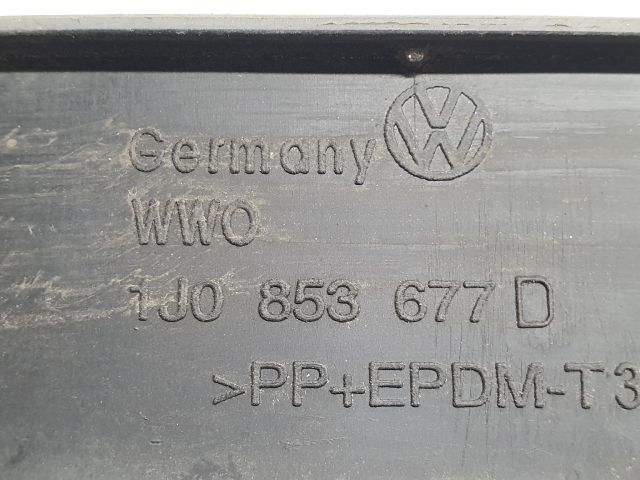 Germany
WWO
1J0 853 677 D
>PP+EPDM-T3